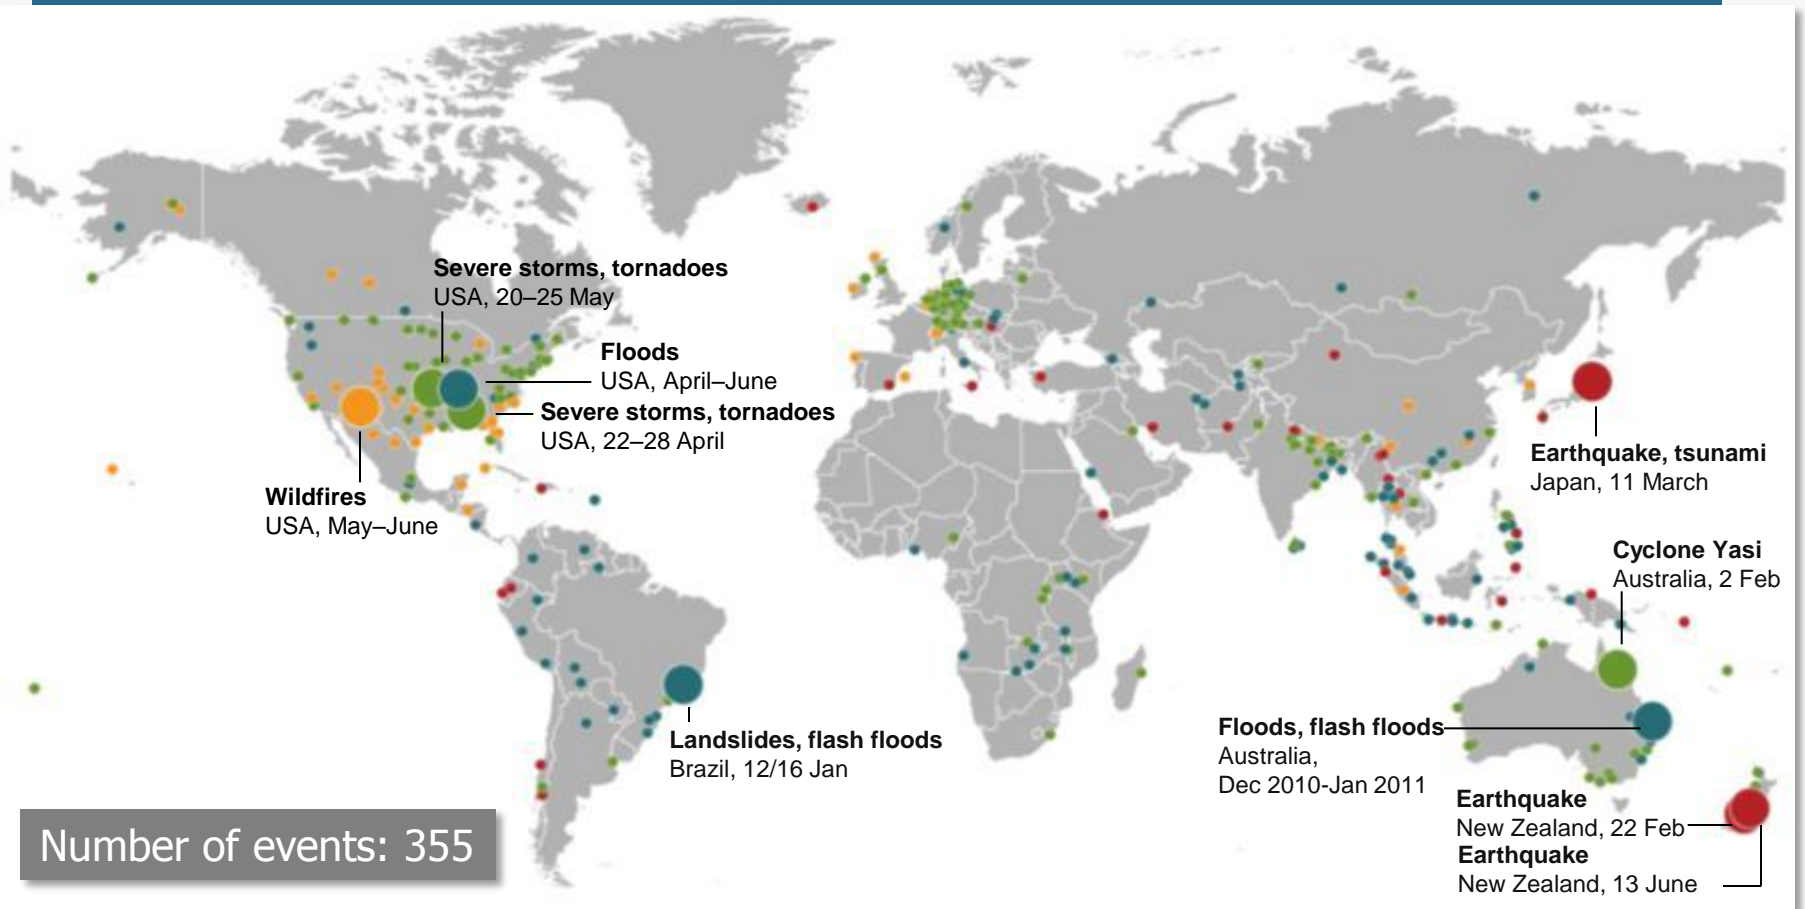 Severe storms, tornadoes
USA, 20–25 May
Floods
USA, April–June
Severe storms, tornadoes
USA, 22–28 April
Wildfires
USA, May–June
Earthquake, tsunami
Japan, 11 March
Cyclone Yasi
Australia, 2 Feb
Landslides, flash floods
Brazil, 12/16 Jan
Floods, flash floods
Australia,
Dec 2010-Jan 2011
Earthquake
New Zealand, 22 Feb
Earthquake
New Zealand, 13 June
Number of events: 355